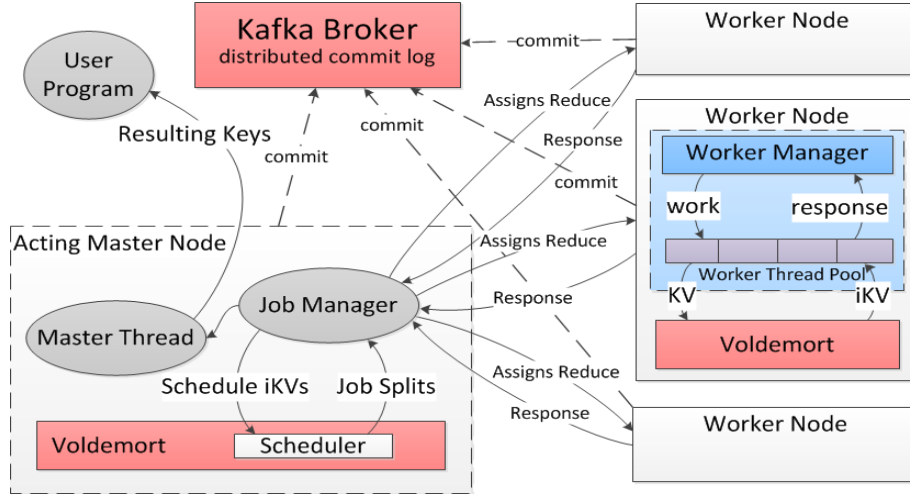 Kafka Broker
distributed commit log
Worker Node
User
Program
commit
Assigns Reduce
Resulting Keys
commit
commit
Response
Worker Node
Worker Manager
commit
work
response
Acting Master Node
Assigns Reduce
Worker Thread Pool
Job Manager
Response
KV
iKV
Master Thread
Voldemort
Schedule iKVs
Job Splits
Assigns Reduce
Response
Worker Node
Voldemort
Scheduler